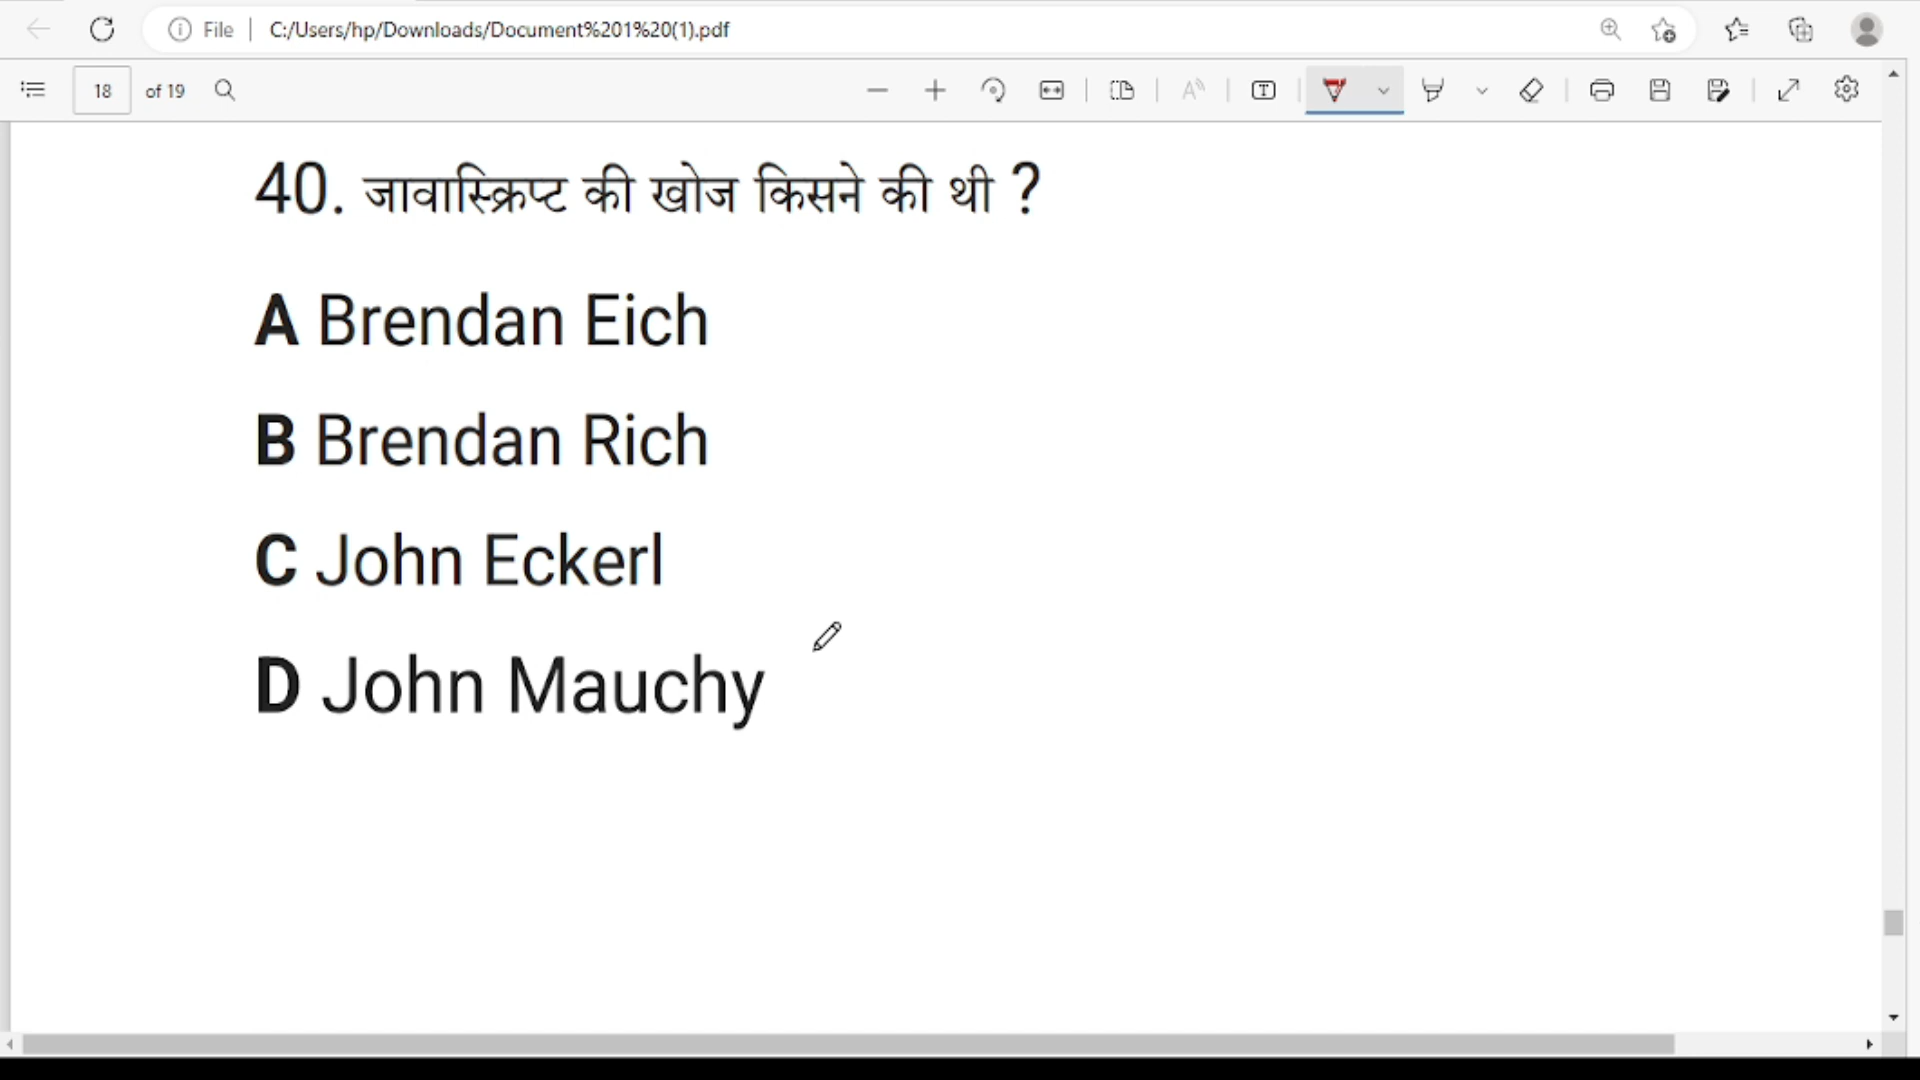 File
C:/Users/hp/Downloads/Document%201%20(1).pdf
18 of 19
40. जावास्क्रिप्ट की खोज किसने की थी ?
A Brendan Eich
B Brendan Rich
C John Eckerl
D John Mauchy